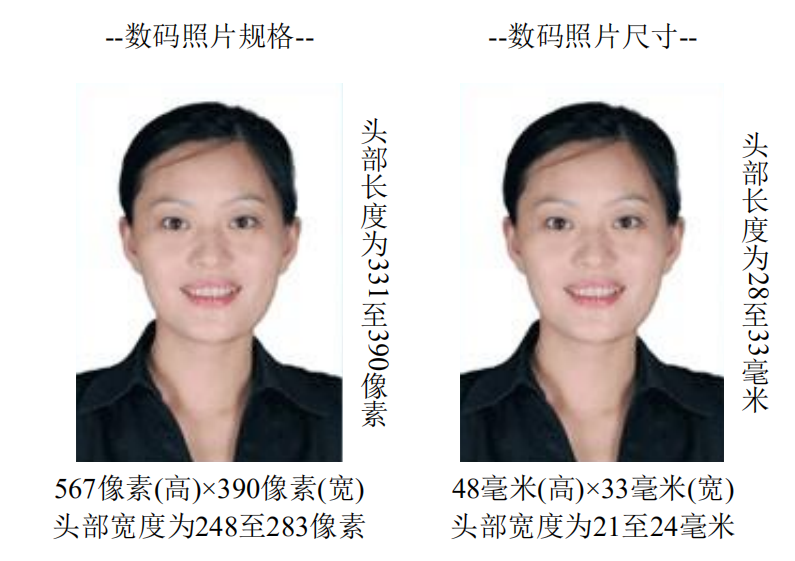 --数码照片规格--
头部长度为331至390像素
567像素(高)×390像素(宽)
头部宽度为248至283像素
--数码照片尺寸--
头部长度为28至33毫米
48毫米(高)×33毫米(宽)
头部宽度为21至24毫米